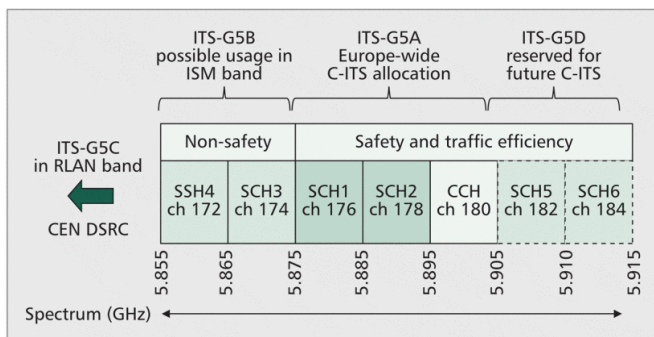 ITS-G5B
possible usage in
ISM band
ITS-G5A
Europe-wide
C-ITS allocation
ITS-G5D
reserved for
future C-ITS
ITS-G5C
in RLAN band
CEN DSRC
Non-safety
Safety and traffic efficiency
SSH4
ch 172
SCH3
ch 174
SCH1
ch 176
SCH2
ch 178
CCH
ch 180
SCH5
ch 182
SCH6
ch 184
5.855
5.865
5.875
5.885
5.895
5.905
5.910
5.915
Spectrum (GHz)